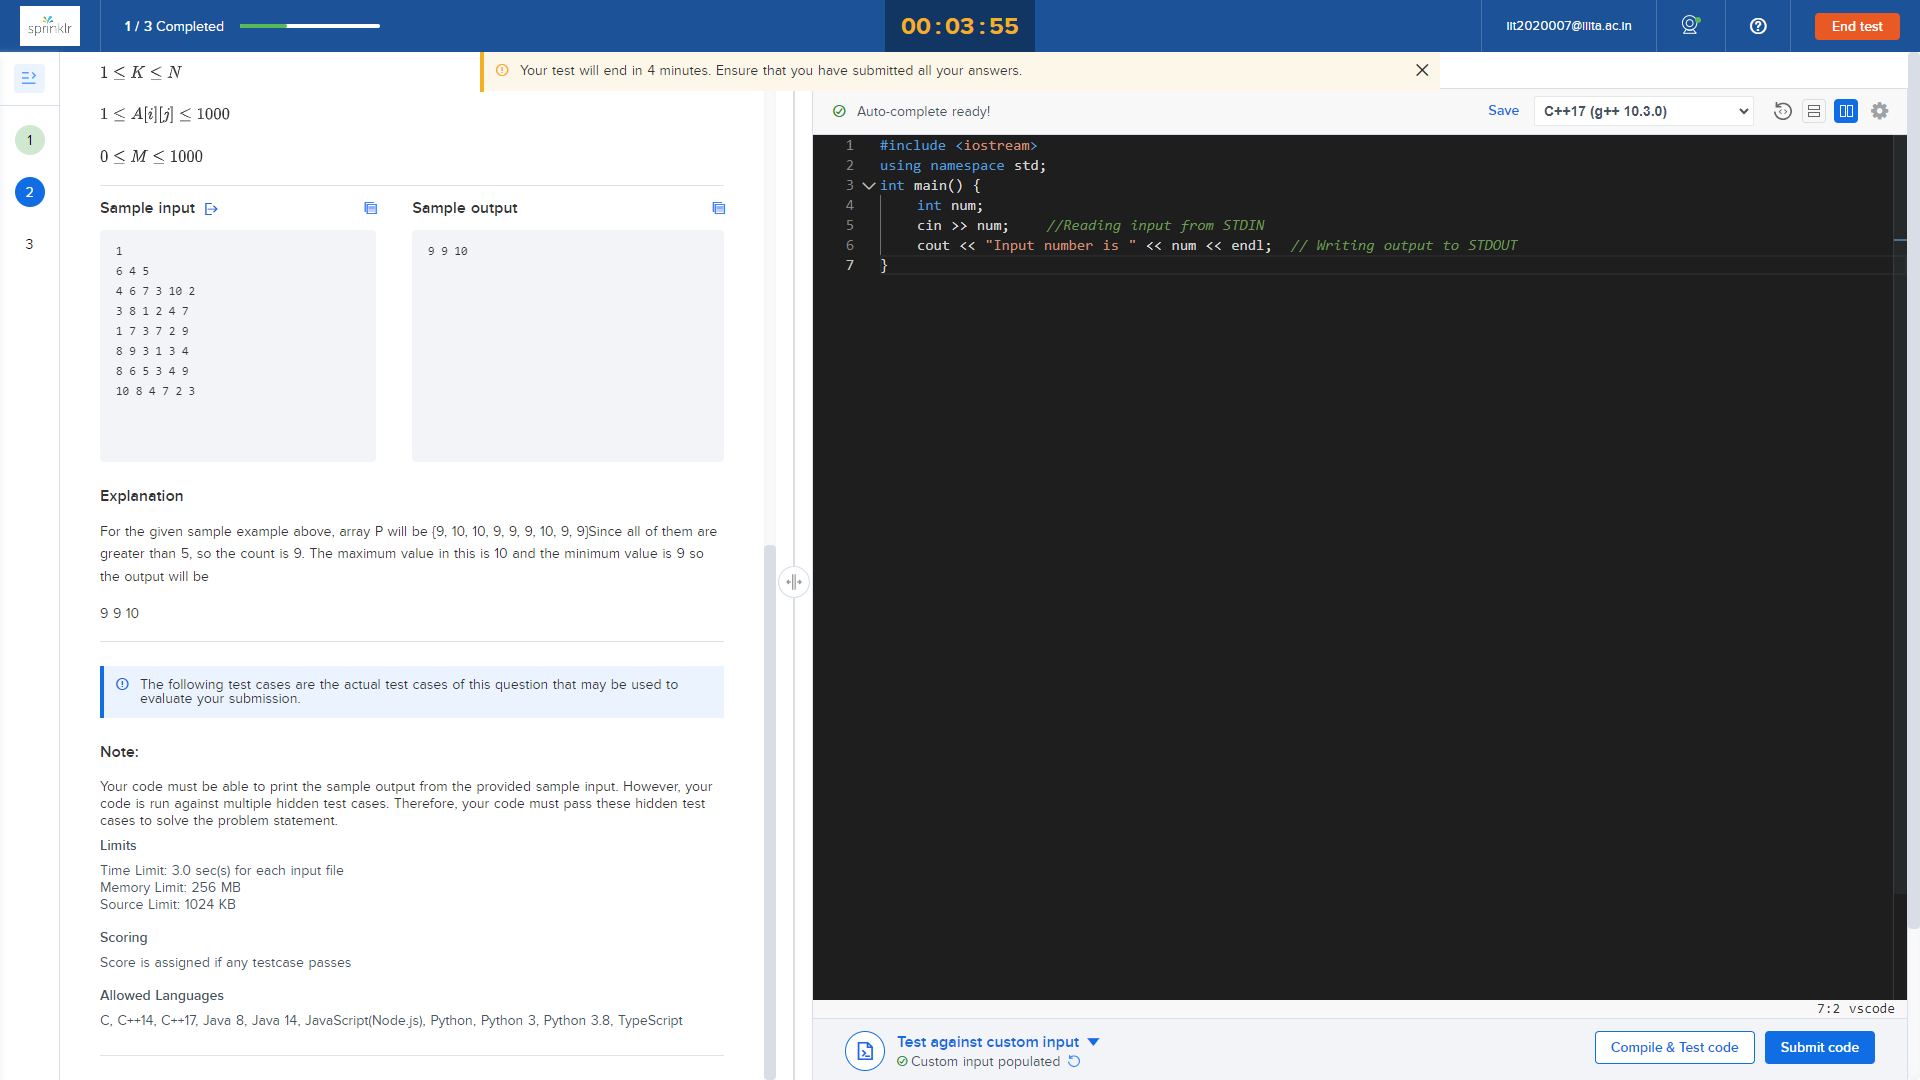 sprinklr
1 / 3 Completed
00:03:55
iit2020007@iiita.ac.in
End test
Your test will end in 4 minutes. Ensure that you have submitted all your answers.
1
2
3
1 ≤ K ≤ N
1 ≤ A[i][j] ≤ 1000
0 ≤ M ≤ 1000
Sample input
1
6 4 5
4 6 7 3 10 2
3 8 1 2 4 7
1 7 3 7 2 9
8 9 3 1 3 4
8 6 5 3 4 9
10 8 4 7 2 3
Sample output
9 9 10
Explanation
For the given sample example above, array P will be {9, 10, 10, 9, 9, 9, 10, 9, 9}Since all of them are
greater than 5, so the count is 9. The maximum value in this is 10 and the minimum value is 9 so
the output will be
9 9 10
The following test cases are the actual test cases of this question that may be used to
evaluate your submission.
Note:
Your code must be able to print the sample output from the provided sample input. However, your
code is run against multiple hidden test cases. Therefore, your code must pass these hidden test
cases to solve the problem statement.
Limits
Time Limit: 3.0 sec(s) for each input file
Memory Limit: 256 MB
Source Limit: 1024 KB
Scoring
Score is assigned if any testcase passes
Allowed Languages
C, C++14, C++17, Java 8, Java 14, JavaScript(Node.js), Python, Python 3, Python 3.8, TypeScript
Auto-complete ready!
Save
C++17 (g++ 10.3.0)
1 #include <iostream>
2 using namespace std;
3 int main() {
4 int num;
5 cin >> num; //Reading input from STDIN
6 cout << "Input number is " << num << endl; // Writing output to STDOUT
7 }
7:2 vscode
Test against custom input
Custom input populated
Compile & Test code
Submit code